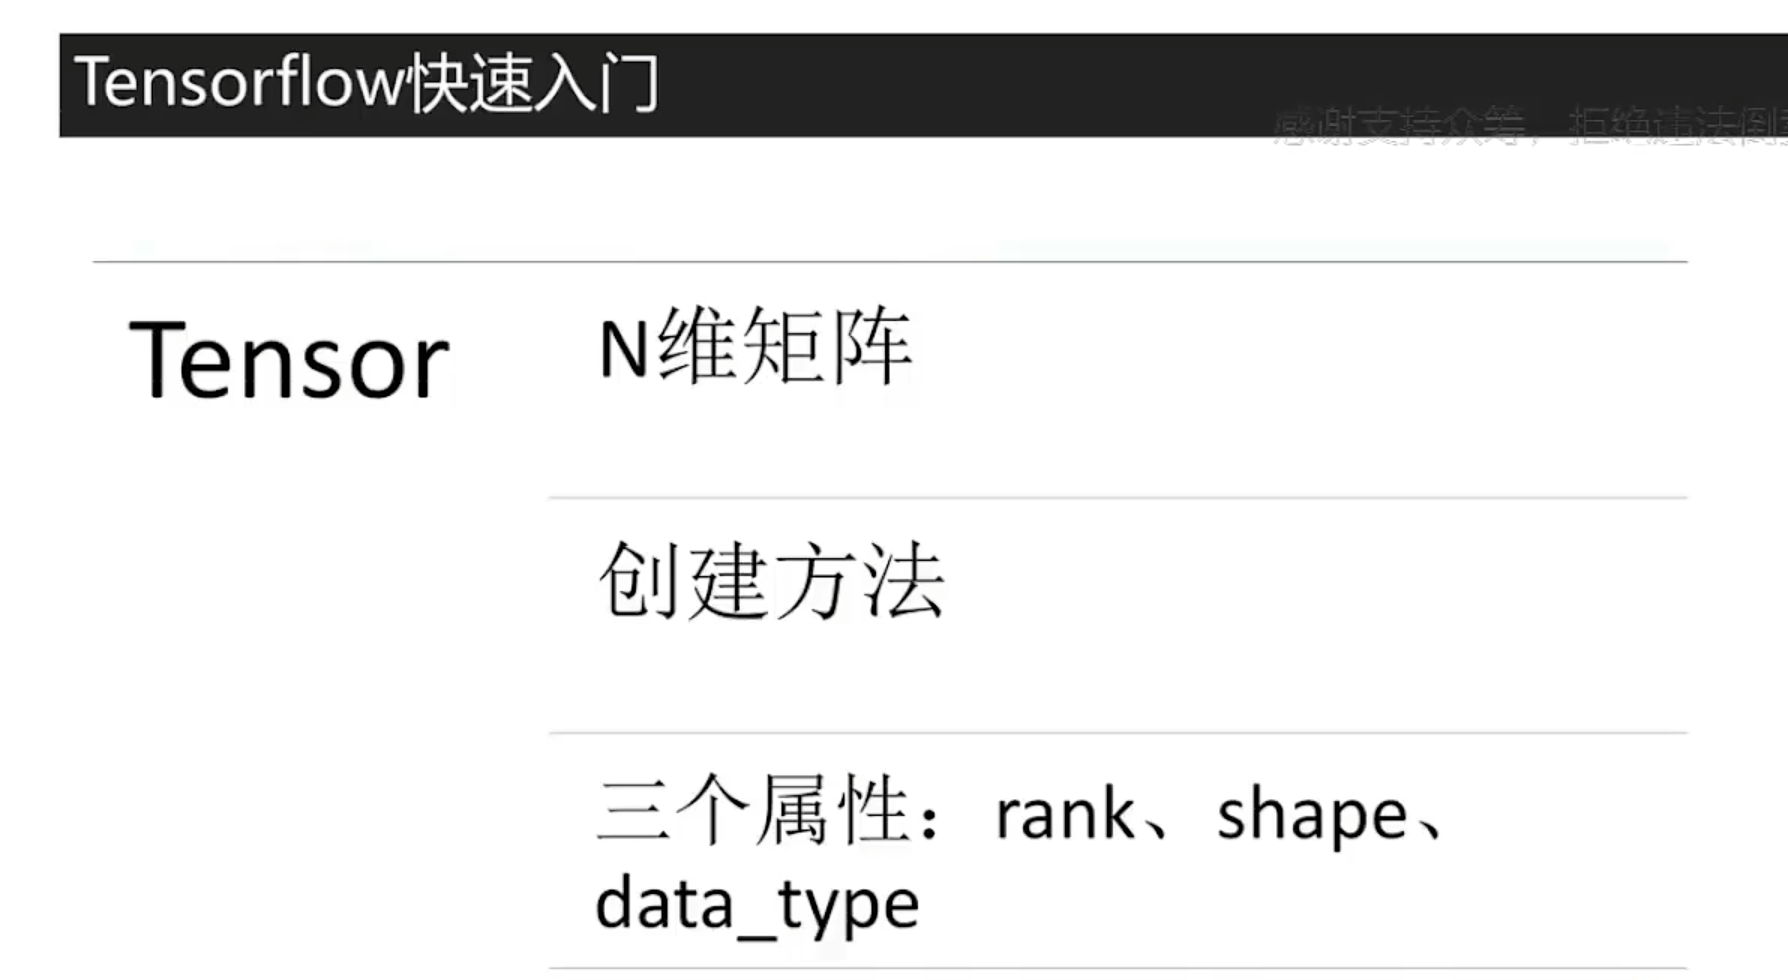 Tensorflow快速入门
感谢支持众筹，拒绝违法倒
Tensor
N维矩阵
创建方法
三个属性：rank、shape、
data_type